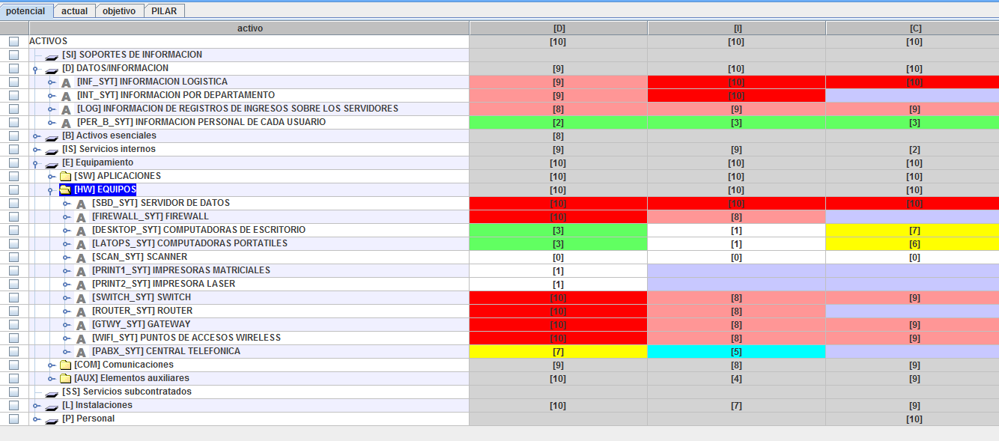 potencial actual objetivo PILAR
activo [D] [I] [C]
ACTIVOS [10] [10] [10]
[SI] SOPORTES DE INFORMACION
[D] DATOS/INFORMACION [9] [10] [10]
A [INF_SYT] INFORMACION LOGISTICA [9] [10] [10]
A [INT_SYT] INFORMACION POR DEPARTAMENTO [9] [10]
A [LOG] INFORMACION DE REGISTROS DE INGRESOS SOBRE LOS SERVIDORES [8] [9] [9]
A [PER_B_SYT] INFORMACION PERSONAL DE CADA USUARIO [2] [3] [3]
[B] Activos esenciales [8]
[IS] Servicios internos [9] [9] [2]
[E] Equipamiento [10] [10] [10]
[SW] APLICACIONES [10] [10] [10]
[HW] EQUIPOS [10] [10] [10]
A [SBD_SYT] SERVIDOR DE DATOS [10] [10] [10]
A [FIREWALL_SYT] FIREWALL [10] [8]
A [DESKTOP_SYT] COMPUTADORAS DE ESCRITORIO [3] [1] [7]
A [LATOPS_SYT] COMPUTADORAS PORTATILES [3] [1] [6]
A [SCAN_SYT] SCANNER [0] [0] [0]
A [PRINT1_SYT] IMPRESORAS MATRICIALES [1]
A [PRINT2_SYT] IMPRESORA LASER [1]
A [SWITCH_SYT] SWITCH [10] [8] [9]
A [ROUTER_SYT] ROUTER [10] [8]
A [GTWY_SYT] GATEWAY [10] [8] [9]
A [WIFI_SYT] PUNTOS DE ACCESOS WIRELESS [10] [8] [9]
A [PABX_SYT] CENTRAL TELEFONICA [7] [5]
[COM] Comunicaciones [9] [8] [9]
[AUX] Elementos auxiliares [10] [4] [9]
[SS] Servicios subcontratados
[L] Instalaciones [10] [7] [9]
[P] Personal [10]